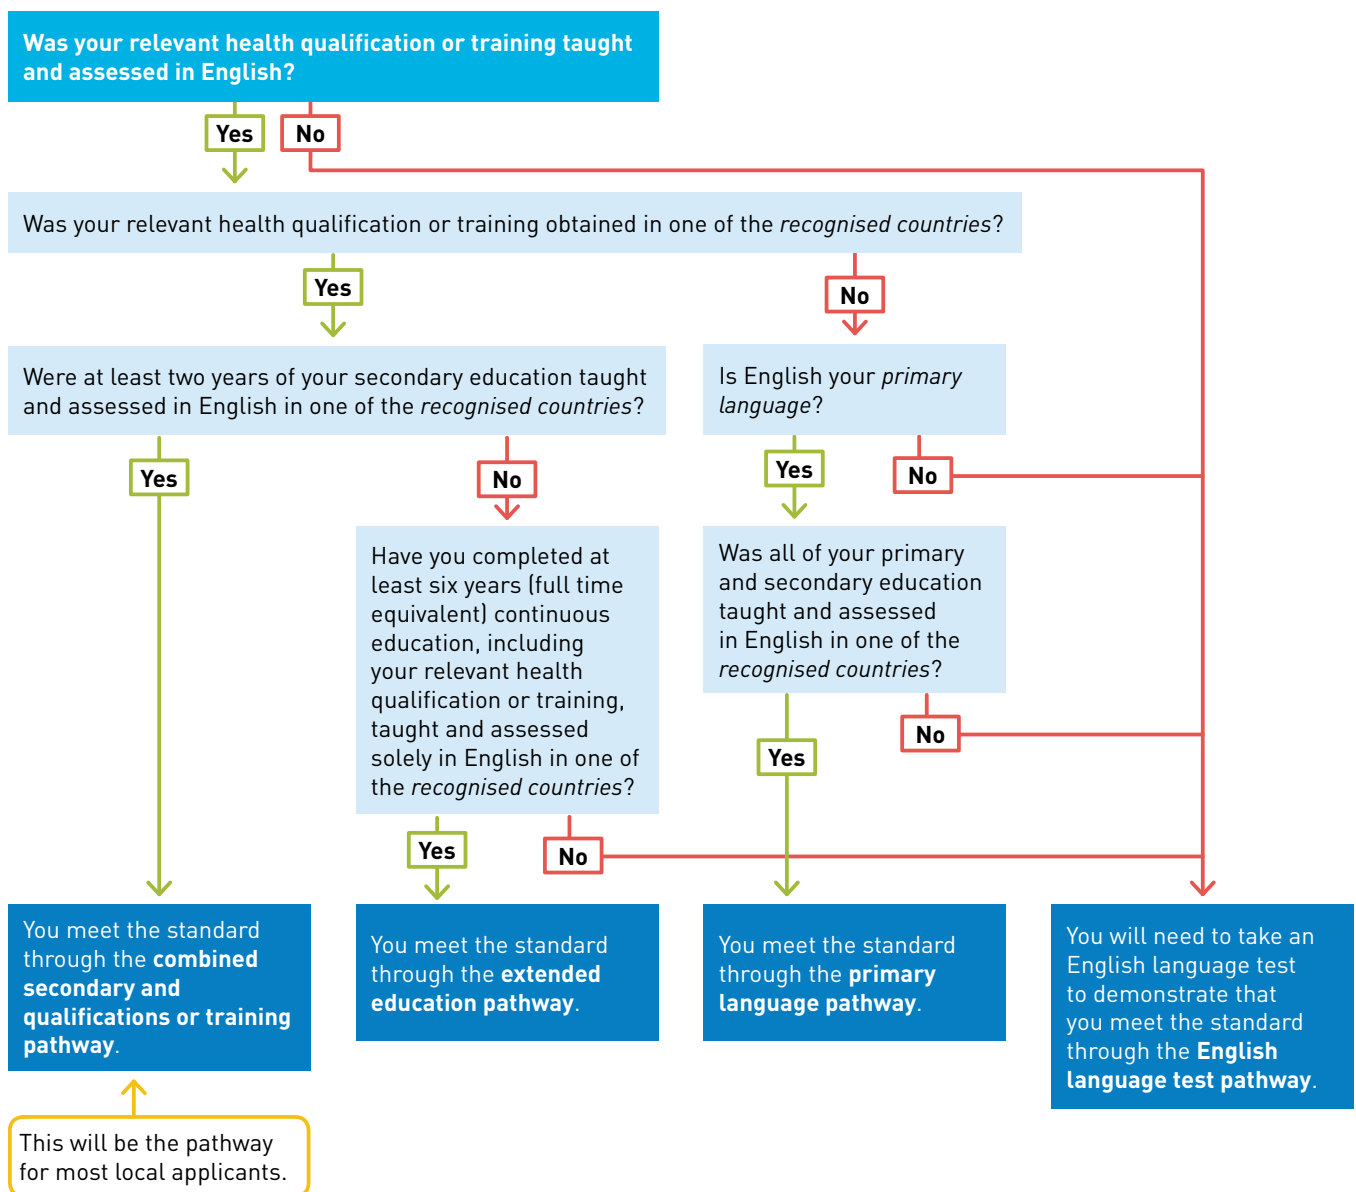 Was your relevant health qualification or training taught
and assessed in English?
Yes
No
Was your relevant health qualification or training obtained in one of the recognised countries?
Yes
No
Were at least two years of your secondary education taught
and assessed in English in one of the recognised countries?
Is English your primary
language?
Yes
No
Yes
No
Have you completed at
least six years (full time
equivalent) continuous
education, including
your relevant health
qualification or training,
taught and assessed
solely in English in one of
the recognised countries?
Was all of your primary
and secondary education
taught and assessed
in English in one of the
recognised countries?
Yes
No
Yes
No
You meet the standard
through the combined
secondary and
qualifications or training
pathway.
You meet the standard
through the extended
education pathway.
You meet the standard
through the primary
language pathway.
You will need to take an
English language test
to demonstrate that
you meet the standard
through the English
language test pathway.
This will be the pathway
for most local applicants.